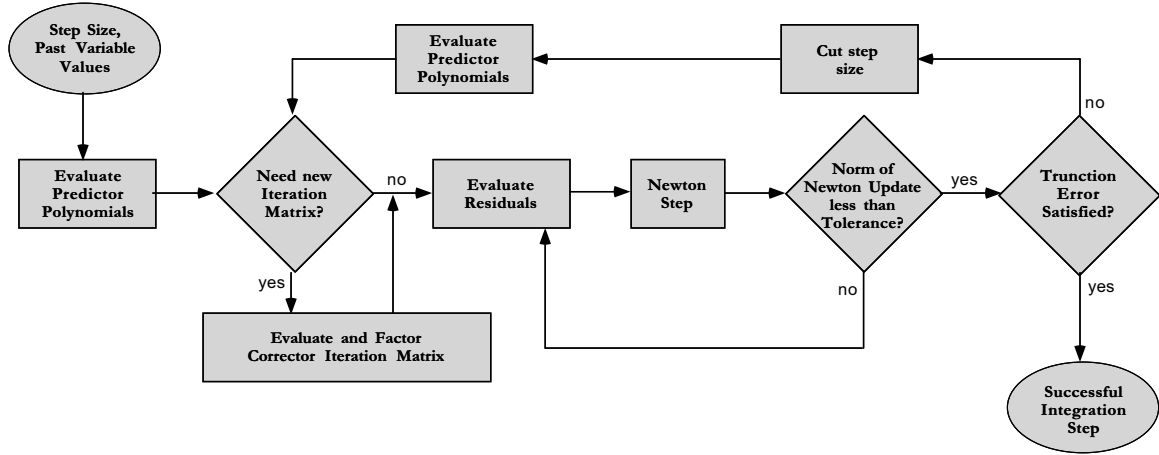 Step Size,
Past Variable
Values
Evaluate
Predictor
Polynomials
Evaluate
Predictor
Polynomials
Cut step
size
no
Need new
Iteration
Matrix?
no
yes
Evaluate and Factor
Corrector Iteration Matrix
Evaluate
Residuals
Newton
Step
Norm of
Newton Update
less than
Tolerance?
yes
no
Trunction
Error
Satisfied?
yes
Successful
Integration
Step